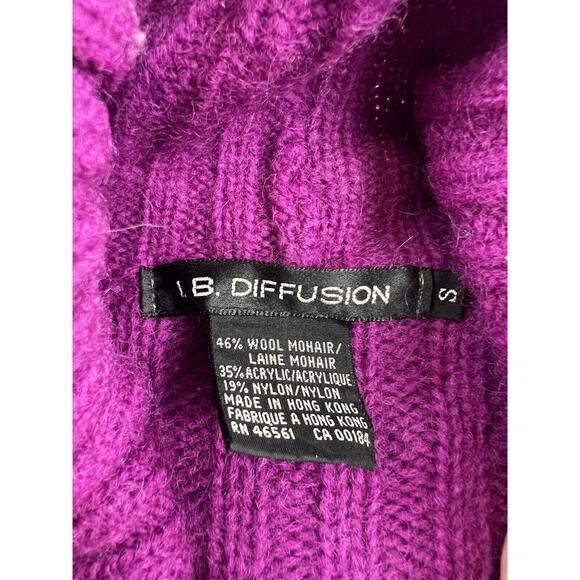 I.B. DIFFUSION
S
46% WOOL MOHAIR/
LAINE MOHAIR
35% ACRYLIC/ACRYLIQUE
19% NYLON/NYLON
MADE IN HONG KONG
FABRIQUE A HONG KONG
RN 46561 CA 00184